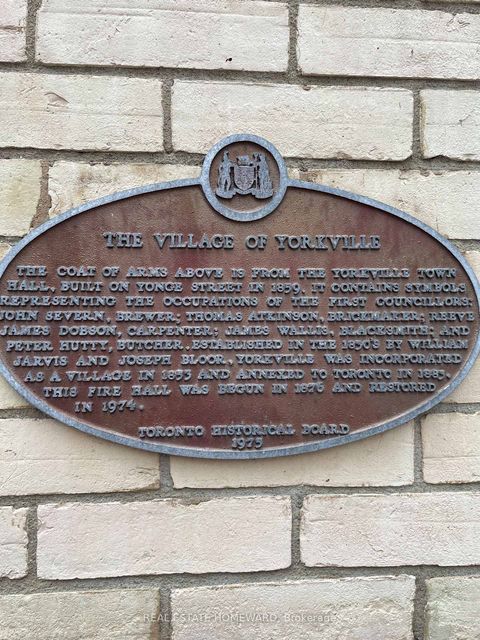 THE VILLAGE OF YORKVILLE
THE COAT OF ARMS ABOVE IS FROM THE YORKVILLE TOWN
HALL, BUILT ON YONGE STREET IN 1859. IT CONTAINS SYMBOLS
REPRESENTING THE OCCUPATIONS OF THE FIRST COUNCILLORS:
JOHN SEVERN, BREWER; THOMAS ATKINSON, BRICKMAKER; REEVE
JAMES DOBSON, CARPENTER; JAMES WALLIS, BLACKSMITH; AND
PETER HUTTY, BUTCHER. ESTABLISHED IN THE 1830'S BY WILLIAM
JARVIS AND JOSEPH BLOOR, YORKVILLE WAS INCORPORATED
AS A VILLAGE IN 1853 AND ANNEXED TO TORONTO IN 1883.
THIS FIRE HALL WAS BEGUN IN 1876 AND RESTORED
IN 1974.
TORONTO HISTORICAL BOARD
1975
REAL ESTATE HOMEWARD, Brokerage